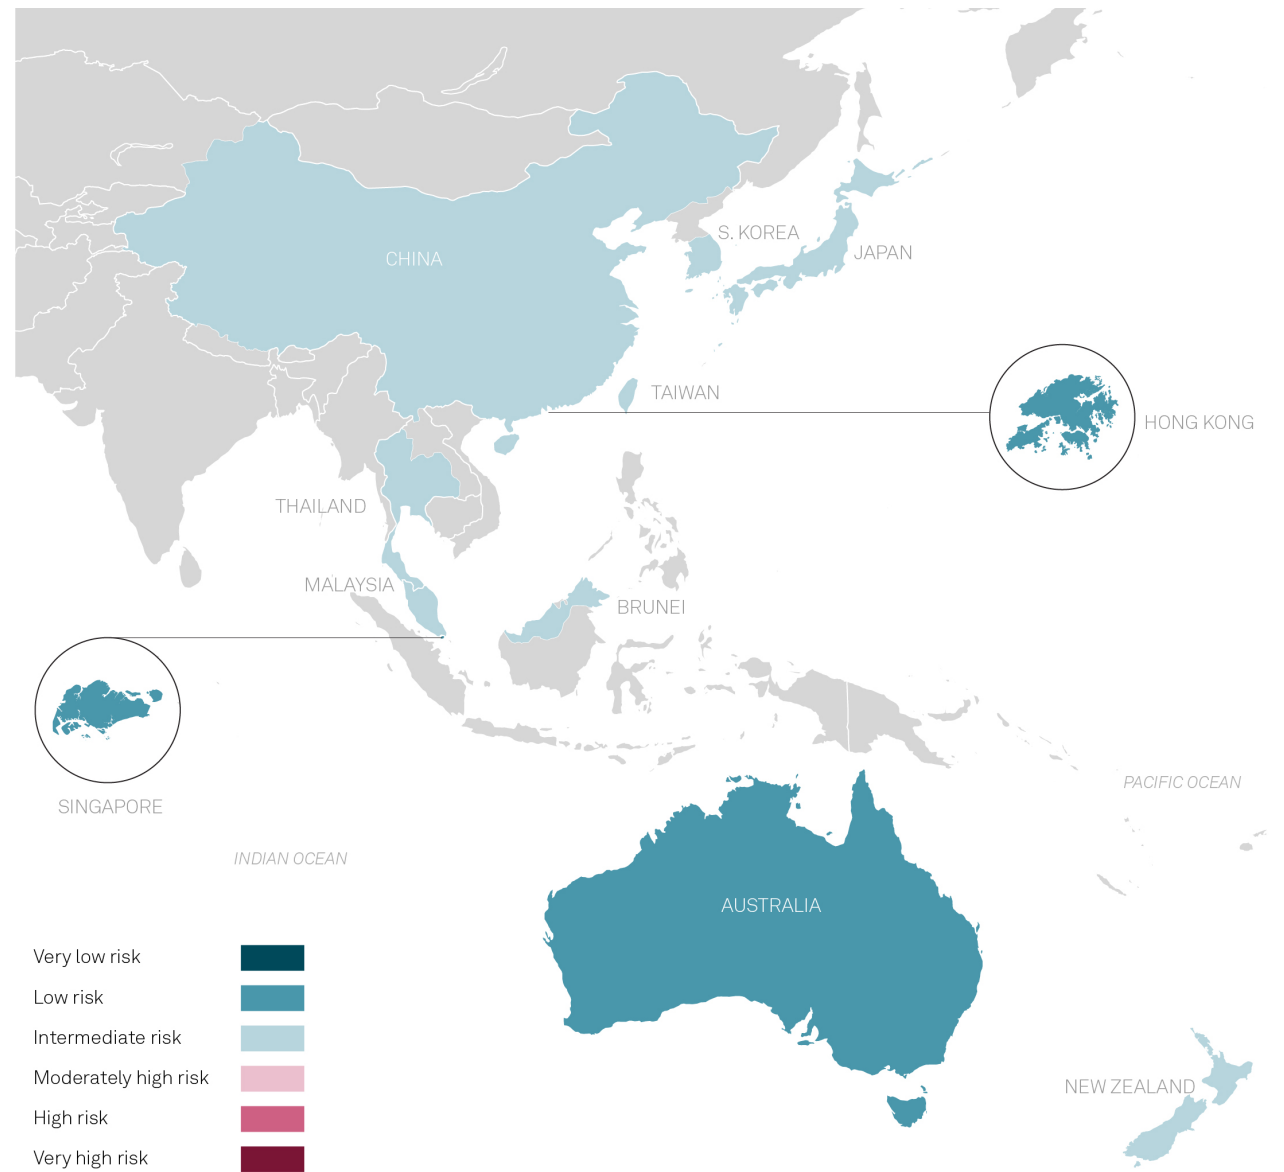 S. KOREA
JAPAN
CHINA
TAIWAN
HONG KONG
THAILAND
MALAYSIA
BRUNEI
PACIFIC OCEAN
SINGAPORE
INDIAN OCEAN
AUSTRALIA
Very low risk
Low risk
Intermediate risk
Moderately high risk
NEW ZEALAND
High risk
Very high risk